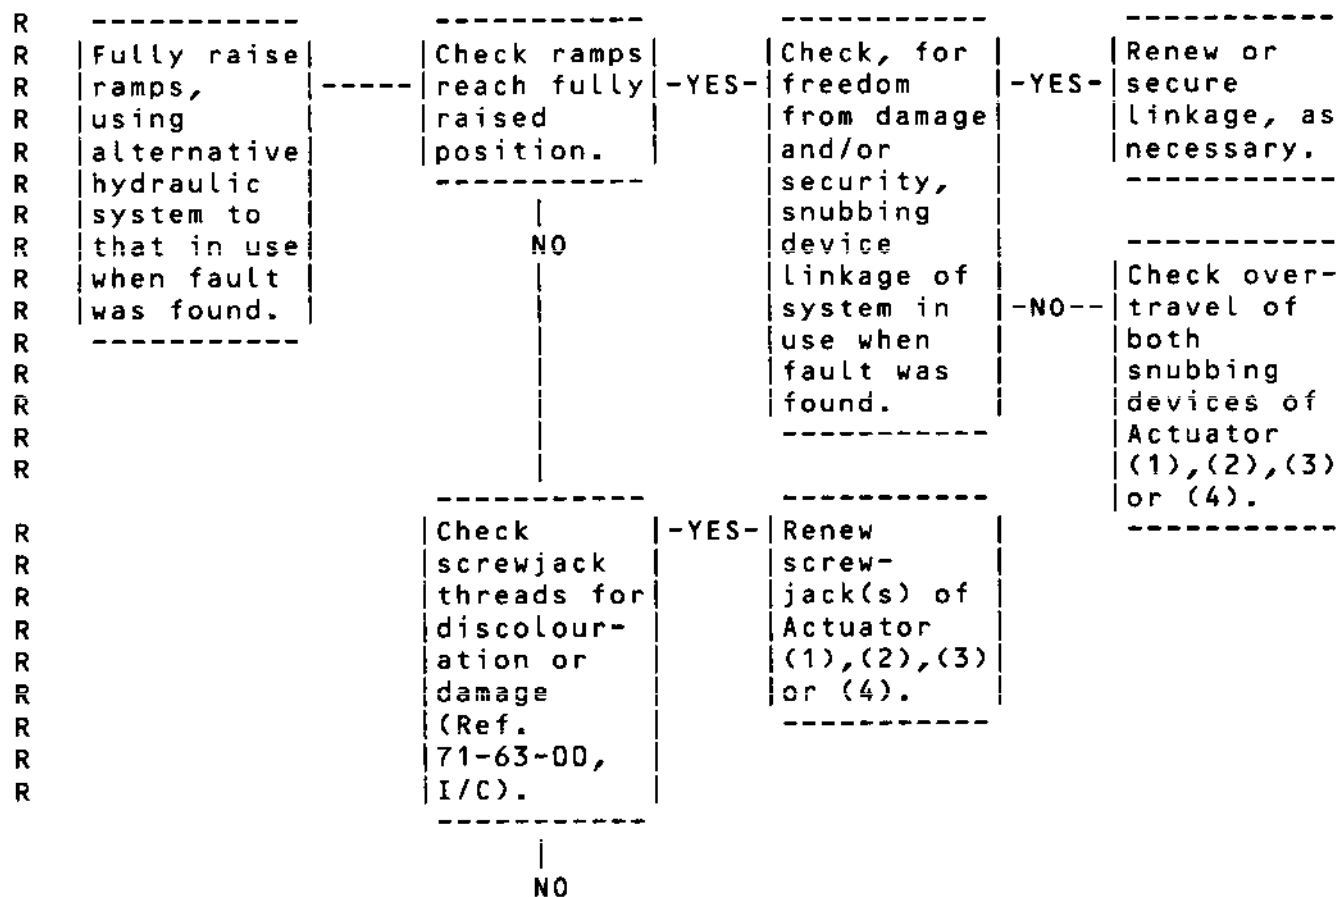 R
R Fully raise Check ramps Check, for Renew or
R ramps, ----- reach fully -YES- freedom -YES- secure
R using raised from damage linkage, as
R alternative position. and/or necessary.
R hydraulic security,
R system to snubbing
R that in use NO device
R when fault linkage of Check over-
R was found. system in -NO-- travel of
R use when both
R fault was snubbing
R found. devices of
R Actuator
R (1),(2),(3)
or (4).
R Check -YES- Renew
R screwjack screw-
R threads for jack(s) of
R discolour- Actuator
R ation or (1),(2),(3)
R damage or (4).
R (Ref.
R 71-63-00,
R I/C).
NO